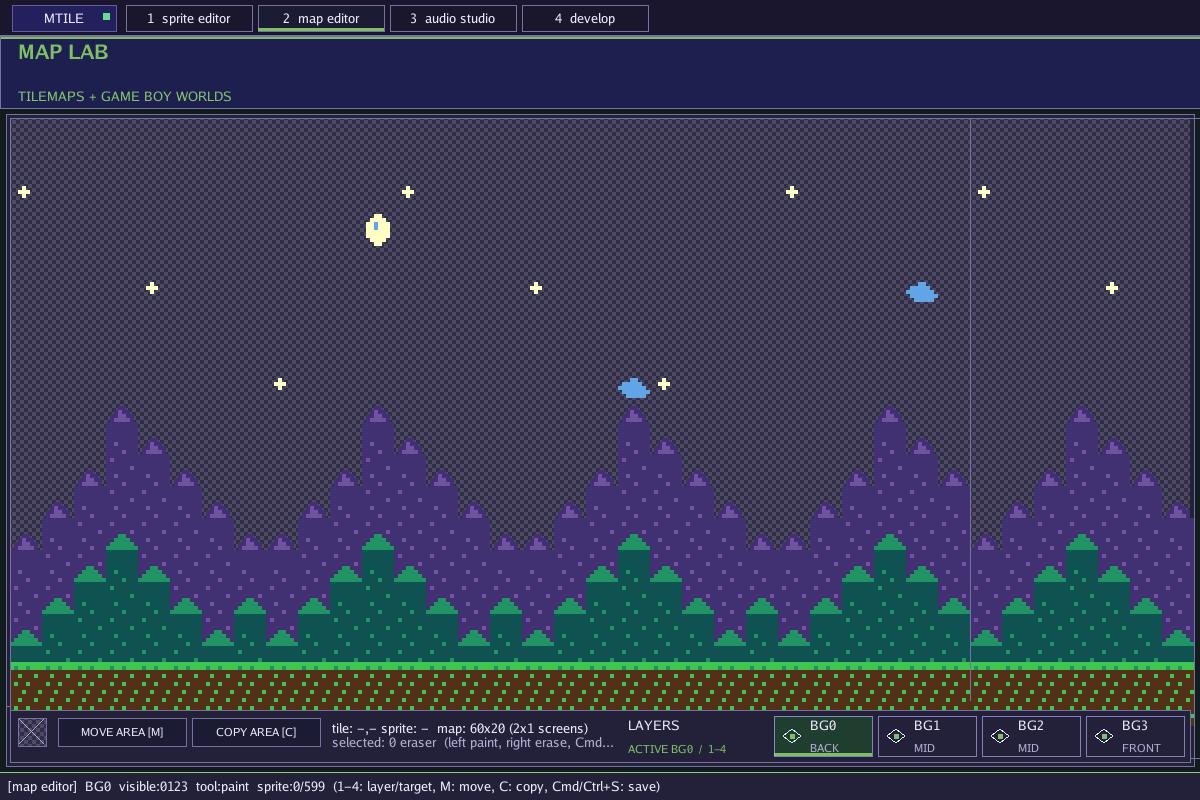 MTILE
1 sprite editor
2 map editor
3 audio studio
4 develop
MAP LAB
TILEMAPS + GAME BOY WORLDS
MOVE AREA [M]
COPY AREA [C]
tile: –,– sprite: – map: 60x20 (2x1 screens)
selected: 0 eraser (left paint, right erase, Cmd...
LAYERS
ACTIVE BG0 / 1–4
BG0
BACK
BG1
MID
BG2
MID
BG3
FRONT
[map editor] BG0 visible:0123 tool:paint sprite:0/599 (1–4: layer/target, M: move, C: copy, Cmd/Ctrl+S: save)